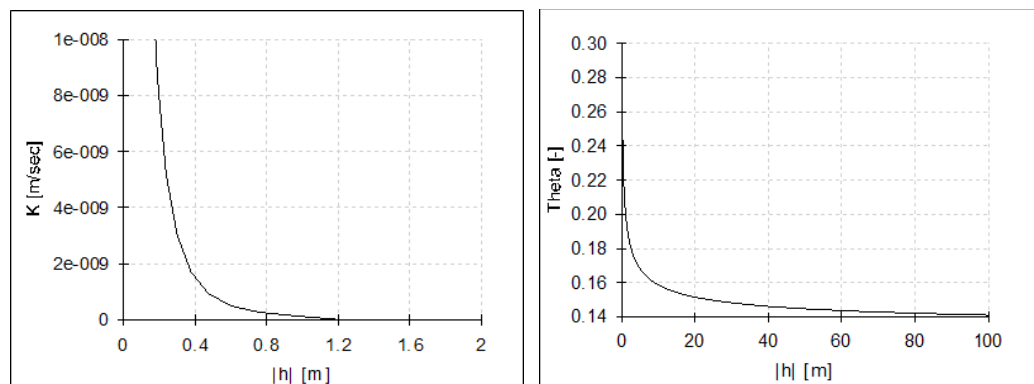 1e-008
8e-009
6e-009
4e-009
2e-009
0
K [m/sec]
0 0.4 0.8 1.2 1.6 2
|h| [m]
0.30
0.28
0.26
0.24
0.22
0.20
0.18
0.16
0.14
Theta [-]
0 20 40 60 80 100
|h| [m]